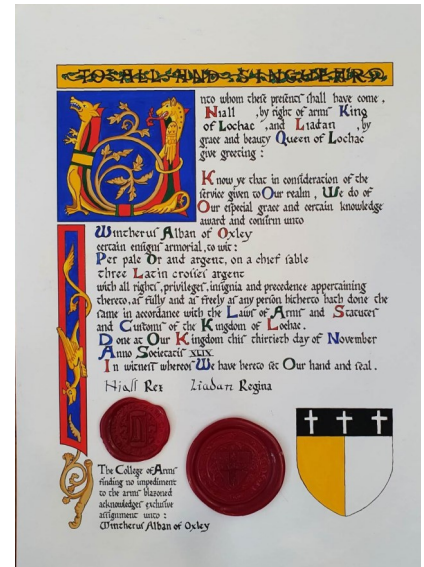 TO ALL AND SINGULAR
Unto whom these presents shall have come,
Niall, by right of arms King
of Lochac, and Liadan, by
grace and beauty Queen of Lochac
give greeting:
Know ye that in consideration of the
service given to Our realm, We do of
Our especial grace and certain knowledge
award and confirm unto
Wintherus Alban of Oxley
certain ensigns armorial, to wit:
Per pale Or and argent, on a chief sable
three Latin crosses argent
with all rights, privileges, insignia and precedence appertaining
thereto, as fully and as freely as any person hitherto hath done the
same in accordance with the Laws of Arms and Statutes
and Customs of the Kingdom of Lochac.
Done at Our Kingdom this thirtieth day of November
Anno Societatis XLIX
In witness whereof We have hereto set Our hand and seal.
Niall Rex Liadan Regina
The College of Arms
finding no impediment
to the arms blazoned
acknowledges exclusive
assignment unto:
Wintherus Alban of Oxley